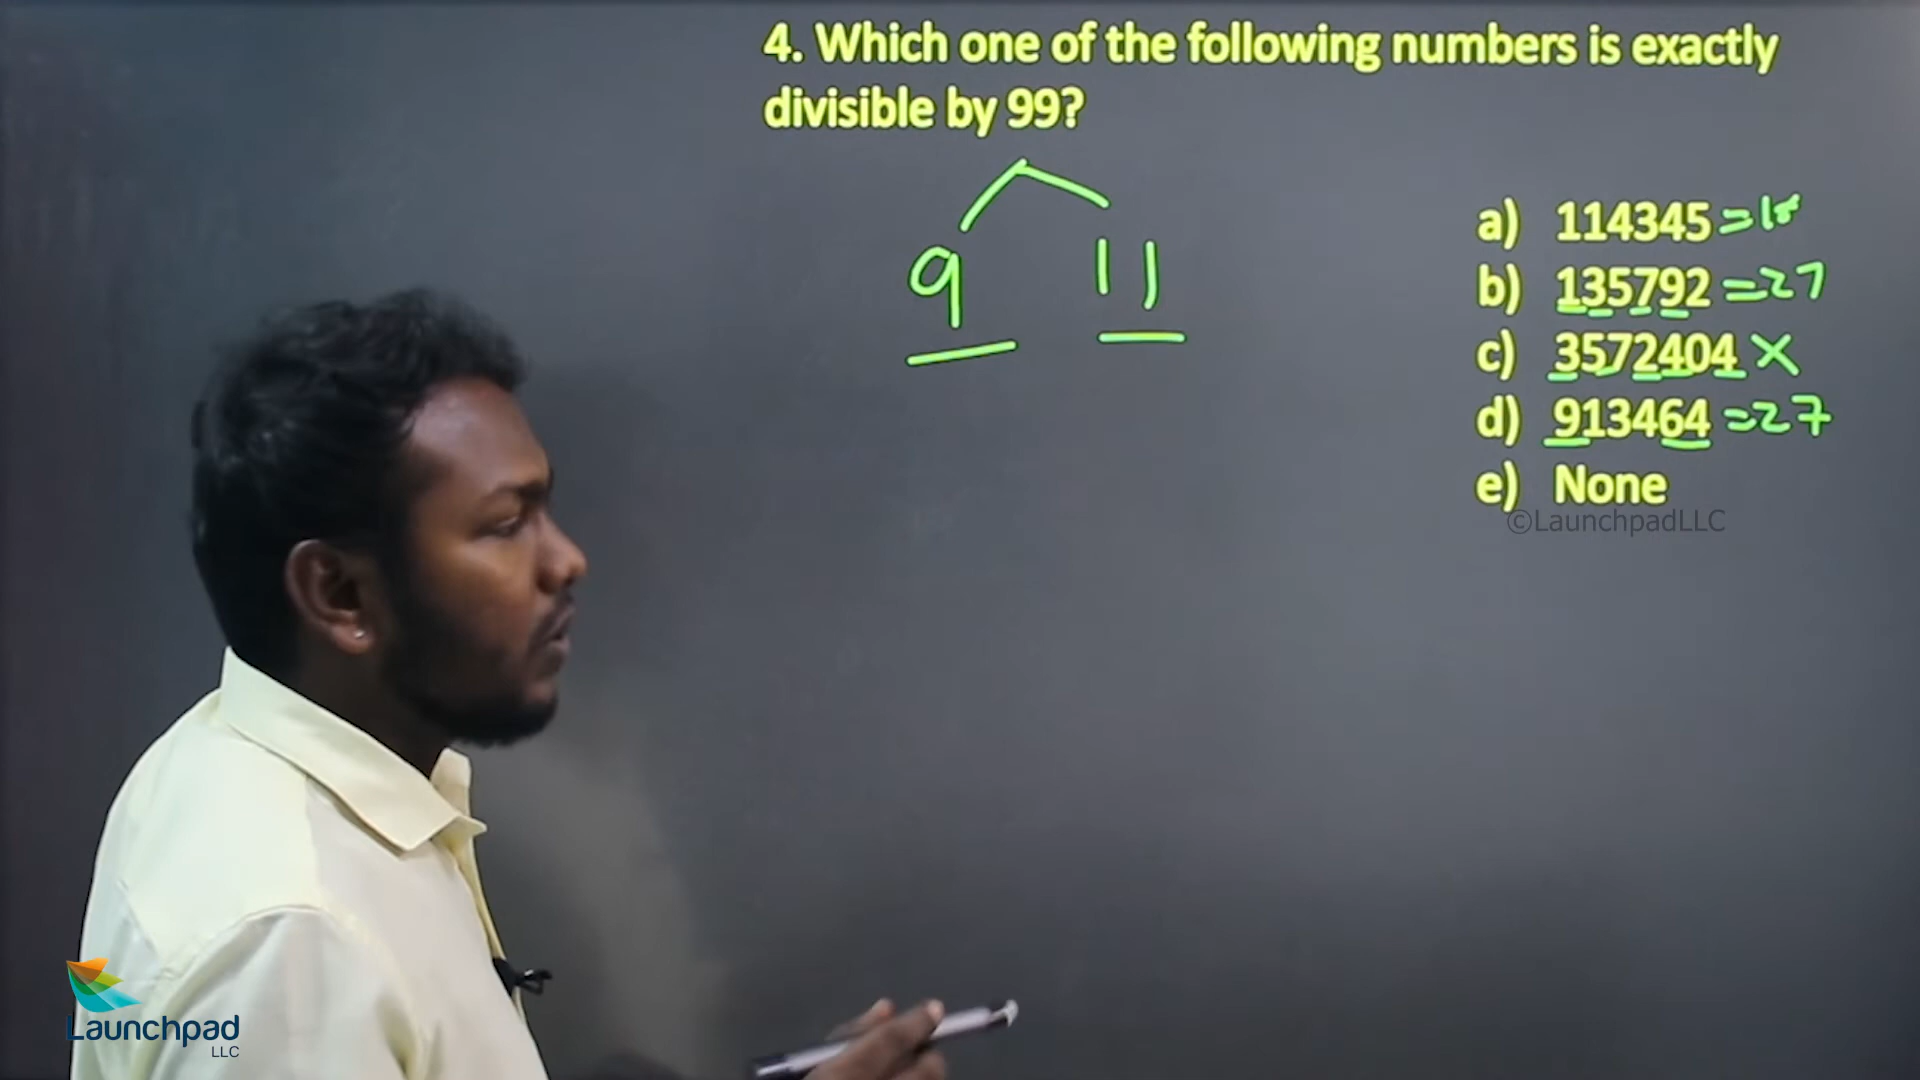 4. Which one of the following numbers is exactly
divisible by 99?
9 11
a) 114345 = 18
b) 135792 = 27
c) 3572404 X
d) 913464 = 27
e) None
©LaunchpadLLC
Launchpad
LLC